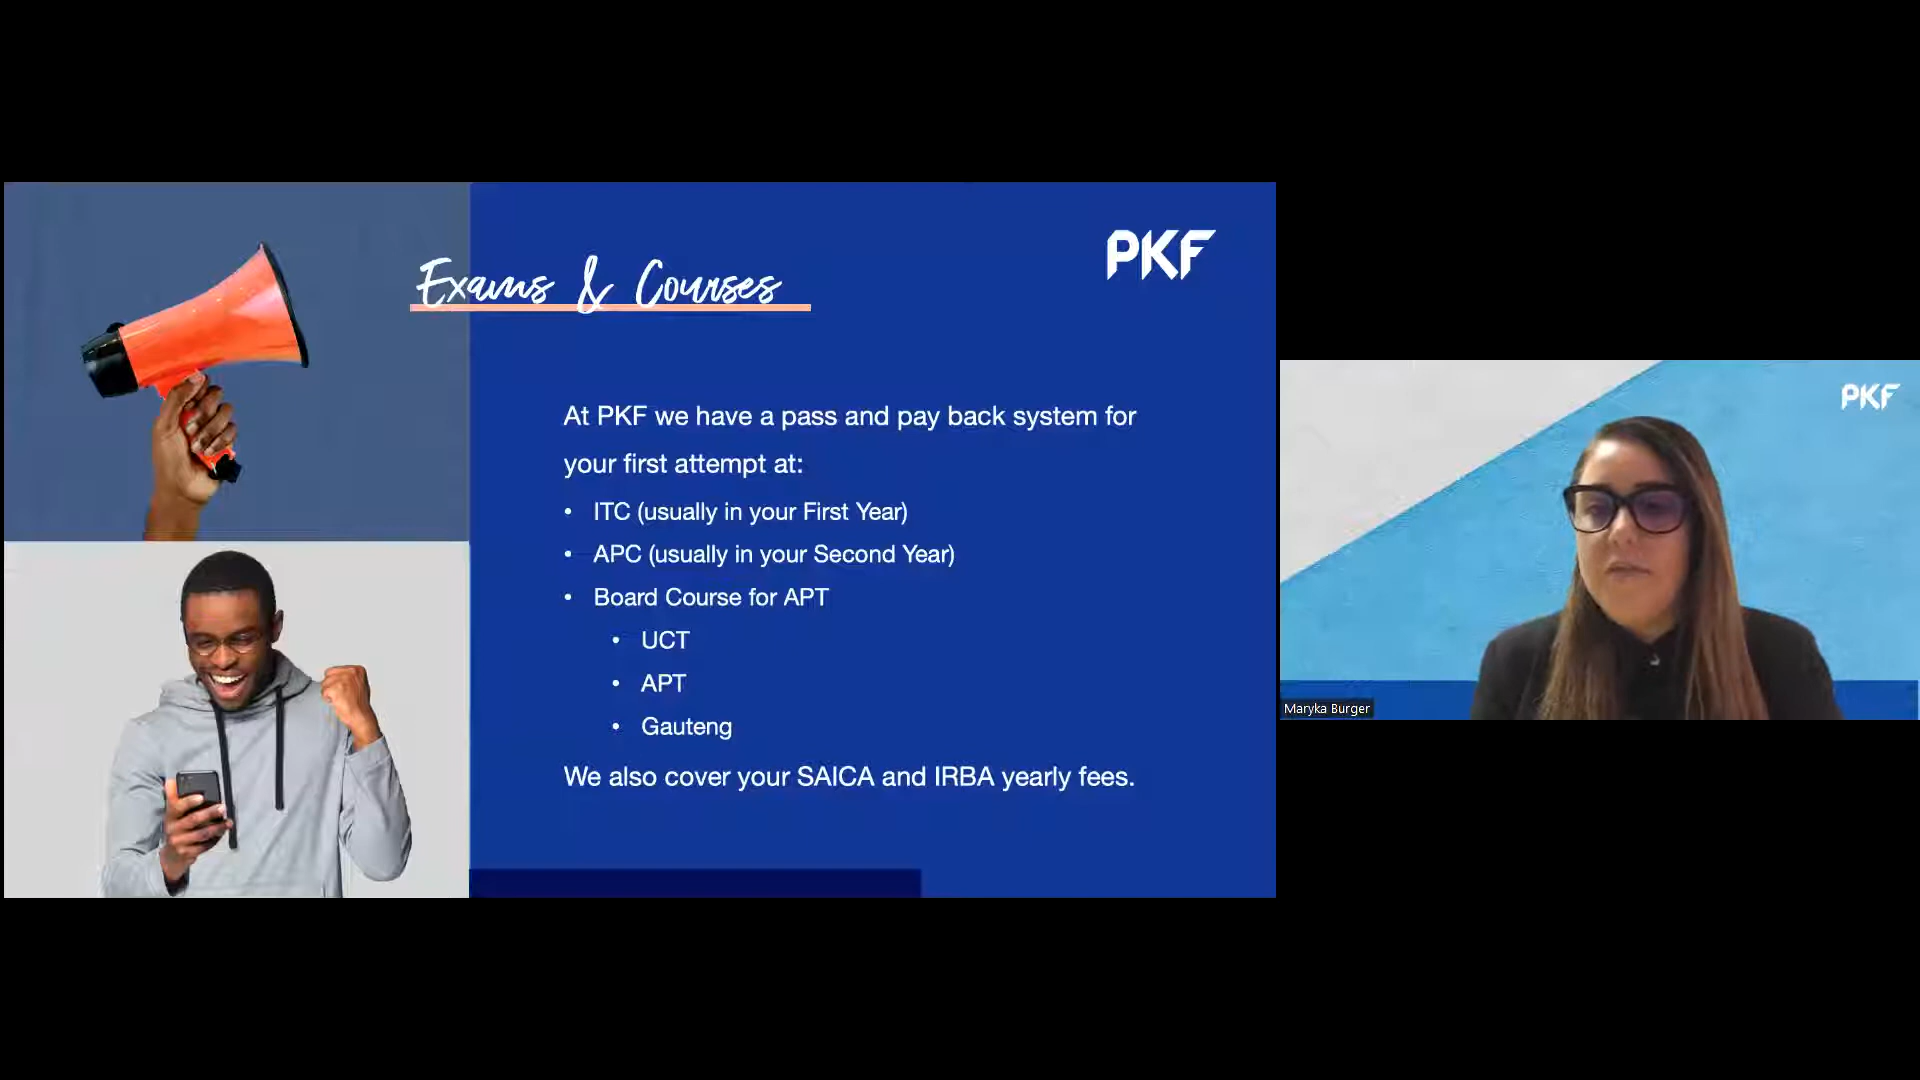 PKF
Exams & Courses
At PKF we have a pass and pay back system for
your first attempt at:
• ITC (usually in your First Year)
• APC (usually in your Second Year)
• Board Course for APT
• UCT
• APT
• Gauteng
We also cover your SAICA and IRBA yearly fees.
PKF
Maryka Burger